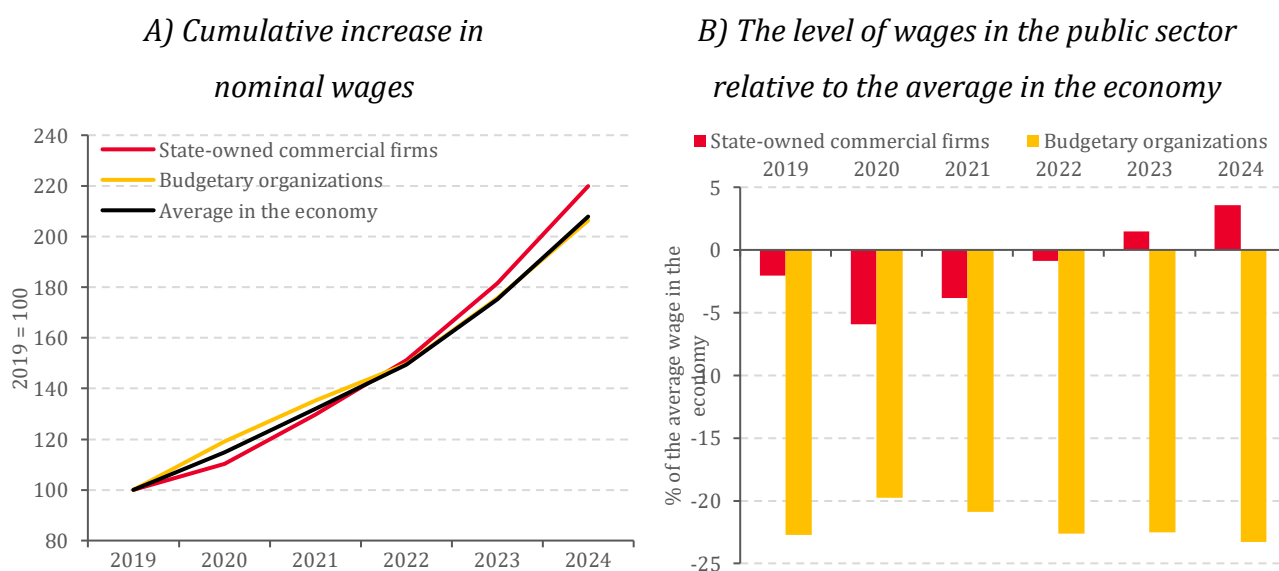 A) Cumulative increase in
nominal wages
240
220
200
180
160
140
120
100
80
2019 = 100
State-owned commercial firms
Budgetary organizations
Average in the economy
2019
2020
2021
2022
2023
2024
B) The level of wages in the public sector
relative to the average in the economy
State-owned commercial firms
Budgetary organizations
2019
2020
2021
2022
2023
2024
5
0
-5
-10
-15
-20
-25
% of the average wage in the
economy